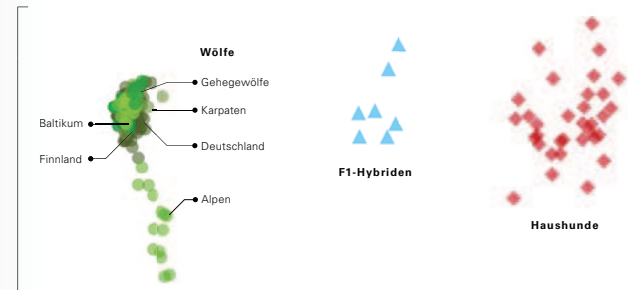 Wölfe
Gehegewölfe
Karpaten
Baltikum
Deutschland
Finnland
F1-Hybriden
Alpen
Haushunde